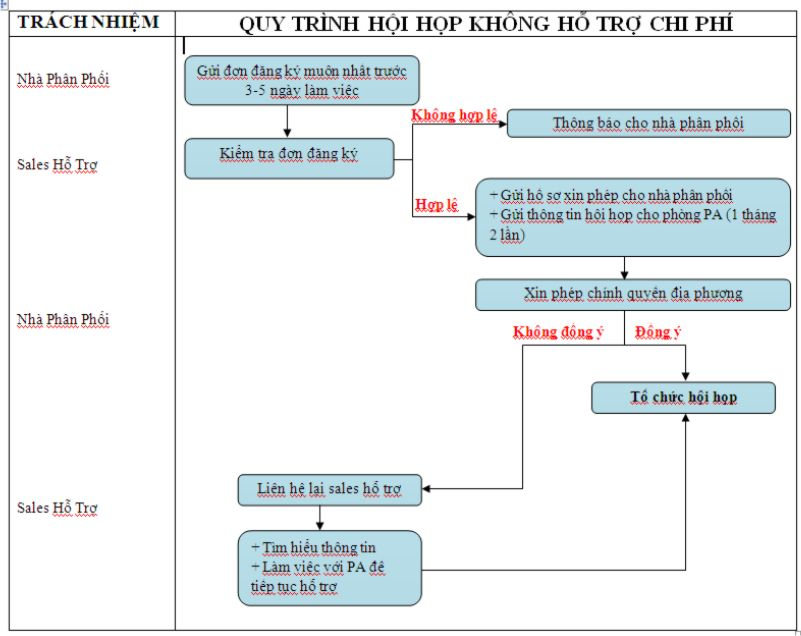 TRÁCH NHIỆM
QUY TRÌNH HỘI HỌP KHÔNG HỖ TRỢ CHI PHÍ
Nhà Phân Phối
Gửi đơn đăng ký muộn nhất trước
3-5 ngày làm việc
Không hợp lệ
Thông báo cho nhà phân phối
Sales Hỗ Trợ
Kiểm tra đơn đăng ký
Hợp lệ
+ Gửi hồ sơ xin phép cho nhà phân phối
+ Gửi thông tin hội họp cho phòng PA (1 tháng
2 lần)
Xin phép chính quyền địa phương
Nhà Phân Phối
Không đồng ý
Đồng ý
Tổ chức hội họp
Liên hệ lại sales hỗ trợ
Sales Hỗ Trợ
+ Tìm hiểu thông tin
+ Làm việc với PA để
tiếp tục hỗ trợ